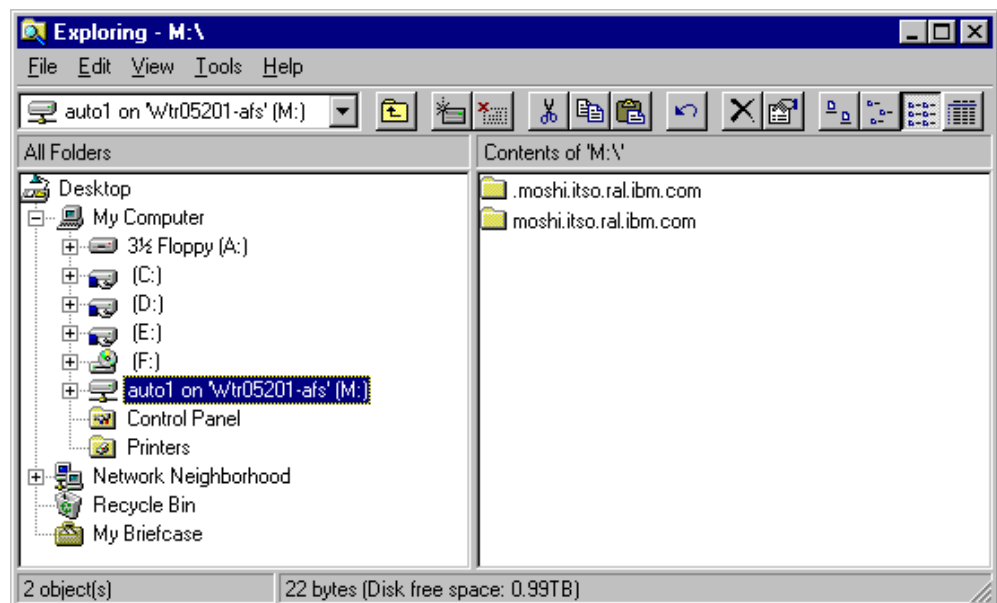 Exploring - M:\
File Edit View Tools Help
auto1 on 'Wtr05201-afs' (M:)
All Folders
Contents of 'M:\'
Desktop
My Computer
3½ Floppy (A:)
(C:)
(D:)
(E:)
(F:)
auto1 on 'Wtr05201-afs' (M:)
Control Panel
Printers
Network Neighborhood
Recycle Bin
My Briefcase
.moshi.itso.ral.ibm.com
moshi.itso.ral.ibm.com
2 object(s)
22 bytes (Disk free space: 0.99TB)